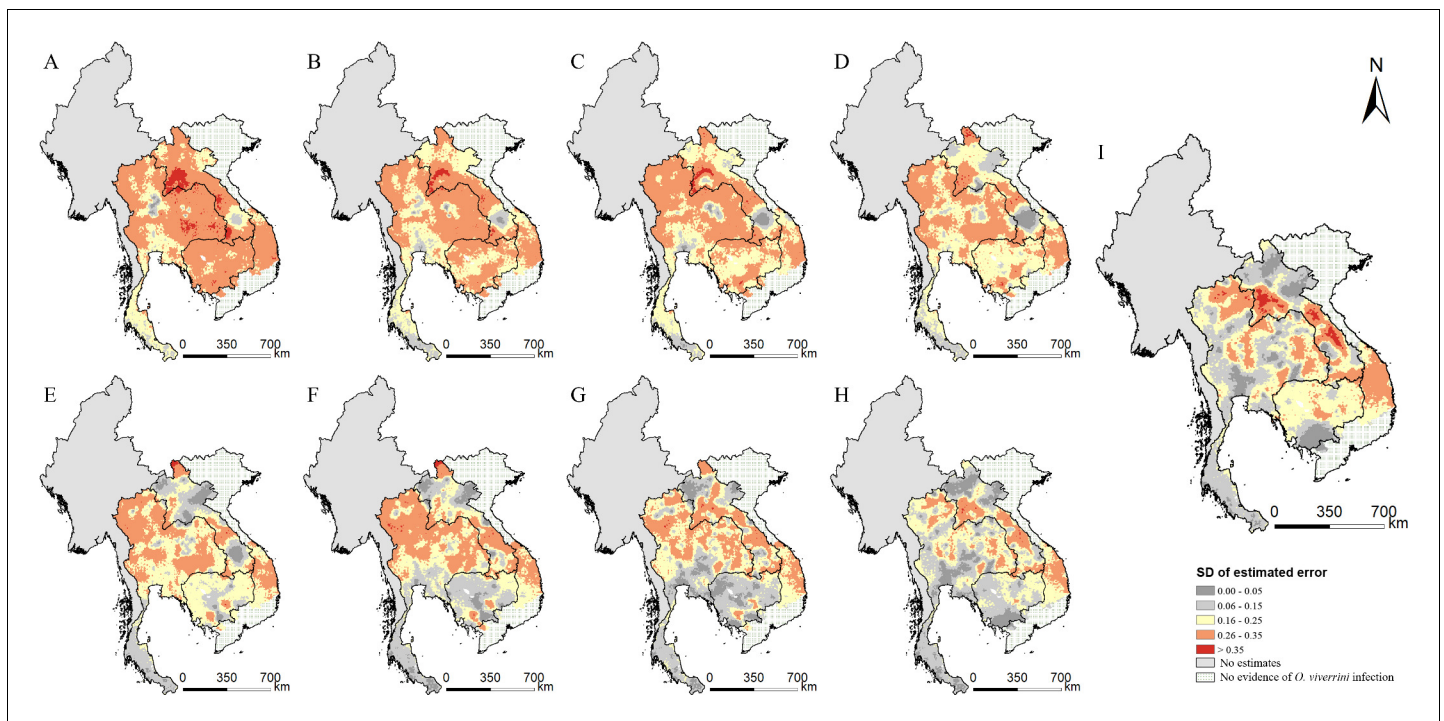 A
B
C
D
N
I
0 350 700
km
0 350 700
km
0 350 700
km
0 350 700
km
E
F
G
H
0 350 700
km
0 350 700
km
0 350 700
km
0 350 700
km
0 350 700
km
SD of estimated error
0.00 - 0.05
0.06 - 0.15
0.16 - 0.25
0.26 - 0.35
> 0.35
No estimates
No evidence of O. viverrini infection